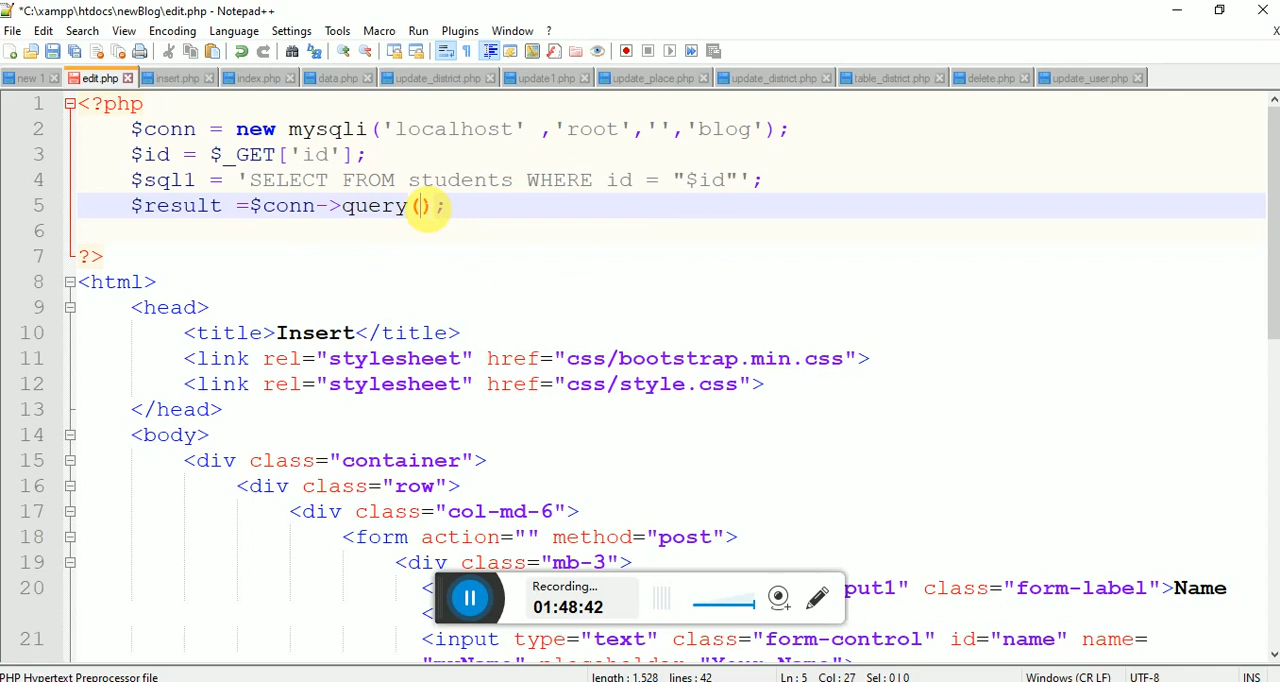 *C:\xampp\htdocs\newBlog\edit.php - Notepad++
File Edit Search View Encoding Language Settings Tools Macro Run Plugins Window ? X
new 1 edit.php insert.php index.php data.php update_district.php update1.php update_place.php update_district.php table_district.php delete.php update_user.php
1 <?php
2 $conn = new mysqli('localhost' ,'root','','blog');
3 $id = $_GET['id'];
4 $sql1 = 'SELECT FROM students WHERE id = "$id"';
5 $result =$conn->query();
6
7 ?>
8 <html>
9 <head>
10 <title>Insert</title>
11 <link rel="stylesheet" href="css/bootstrap.min.css">
12 <link rel="stylesheet" href="css/style.css">
13 </head>
14 <body>
15 <div class="container">
16 <div class="row">
17 <div class="col-md-6">
18 <form action="" method="post">
19 <div class="mb-3">
20 < put1" class="form-label">Name
<
21 <input type="text" class="form-control" id="name" name=
"myName" placeholder="Your Name">
Recording...
01:48:42
PHP Hypertext Preprocessor file length : 1,528 lines : 42 Ln : 5 Col : 27 Sel : 0 | 0 Windows (CR LF) UTF-8 INS